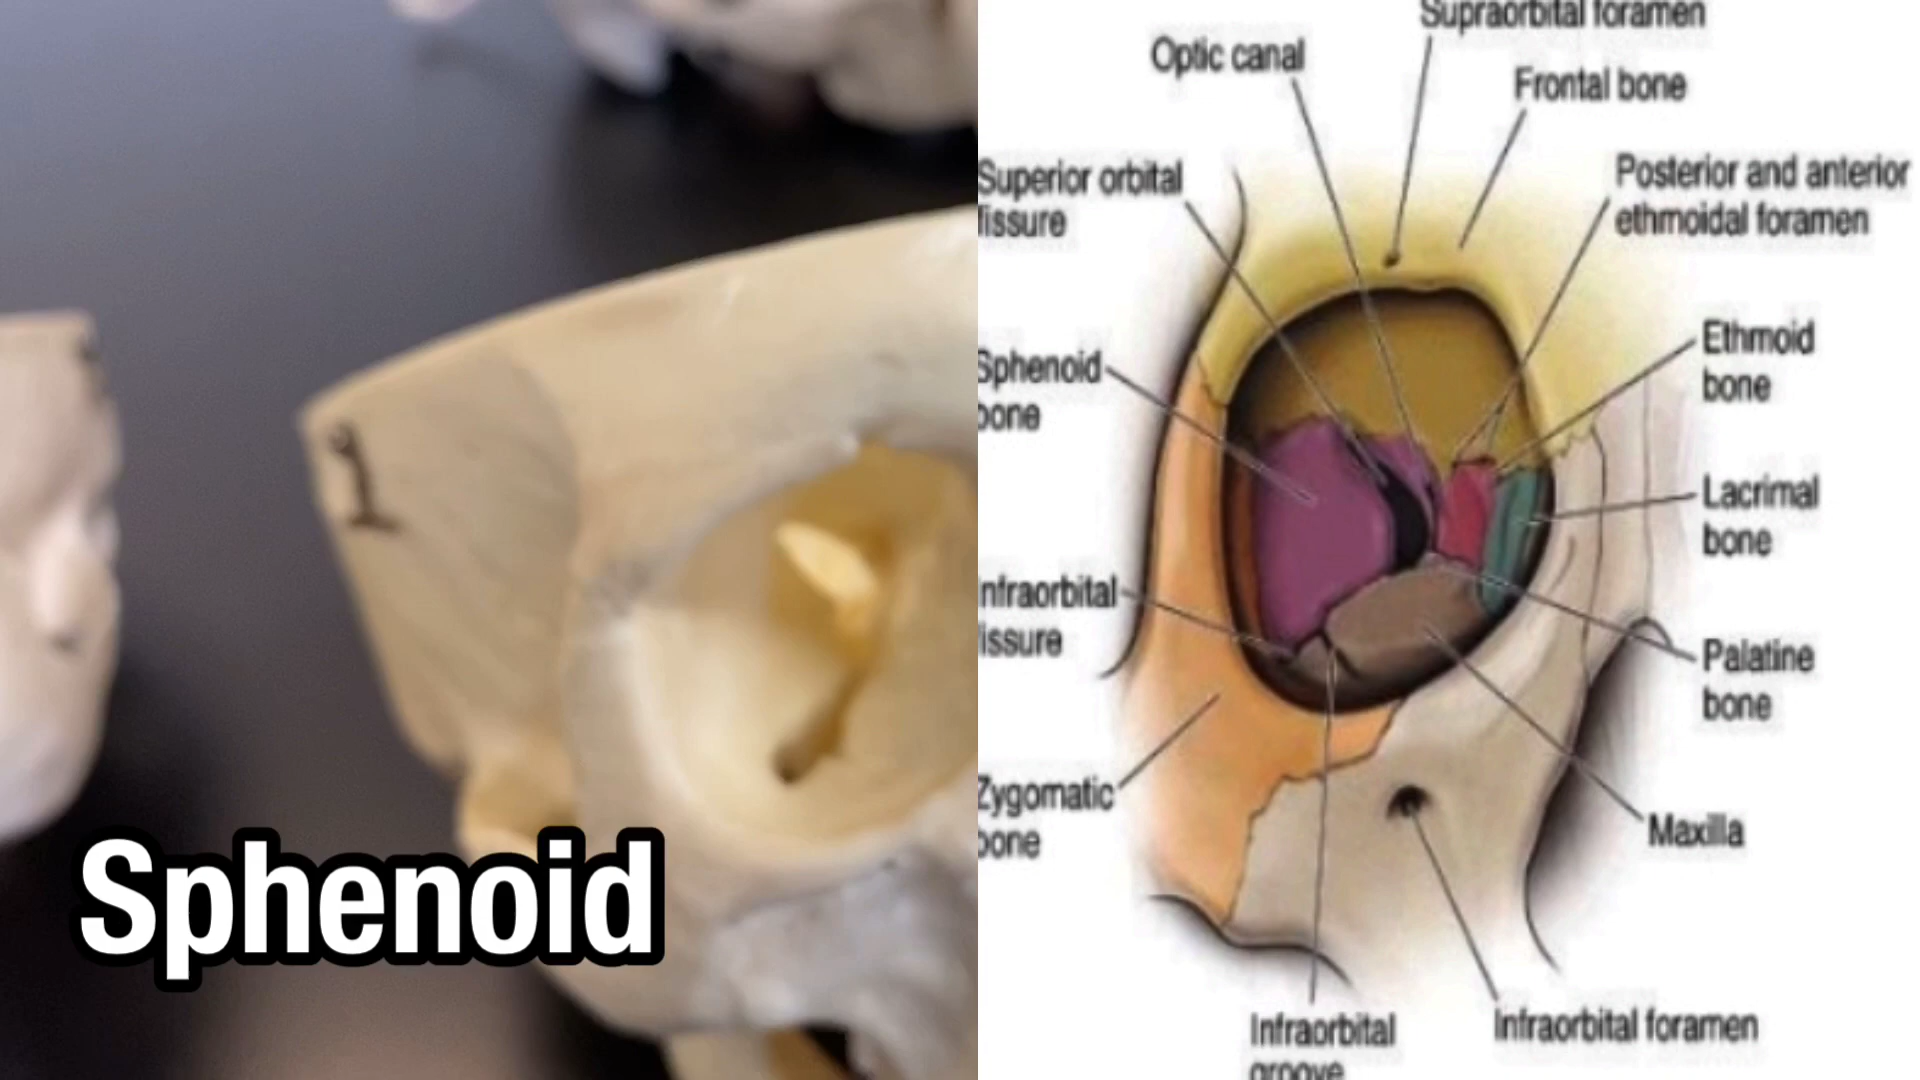 1
Sphenoid
Supraorbital foramen
Optic canal
Frontal bone
Superior orbital
fissure
Posterior and anterior
ethmoidal foramen
Ethmoid
bone
Sphenoid
bone
Lacrimal
bone
Infraorbital
fissure
Palatine
bone
Zygomatic
bone
Maxilla
Infraorbital
groove
Infraorbital foramen